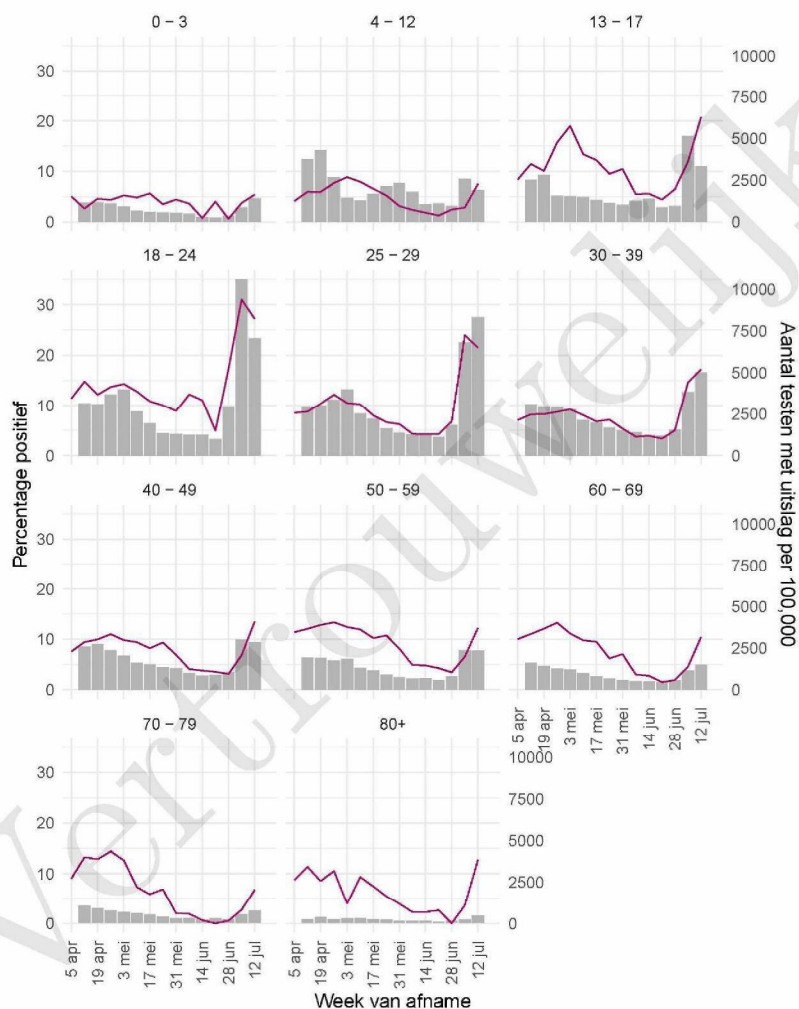 0 – 3
4 – 12
13 – 17
30
20
10
0
10000
7500
5000
2500
0
18 – 24
25 – 29
30 – 39
30
20
10
0
10000
7500
5000
2500
0
40 – 49
50 – 59
60 – 69
30
20
10
0
10000
7500
5000
2500
0
70 – 79
80+
30
20
10
0
10000
7500
5000
2500
0
5 apr
19 apr
3 mei
17 mei
31 mei
14 jun
28 jun
12 jul
5 apr
19 apr
3 mei
17 mei
31 mei
14 jun
28 jun
12 jul
5 apr
19 apr
3 mei
17 mei
31 mei
14 jun
28 jun
12 jul
Percentage positief
Aantal testen met uitslag per 100,000
Week van afname
Vertrouwelijk